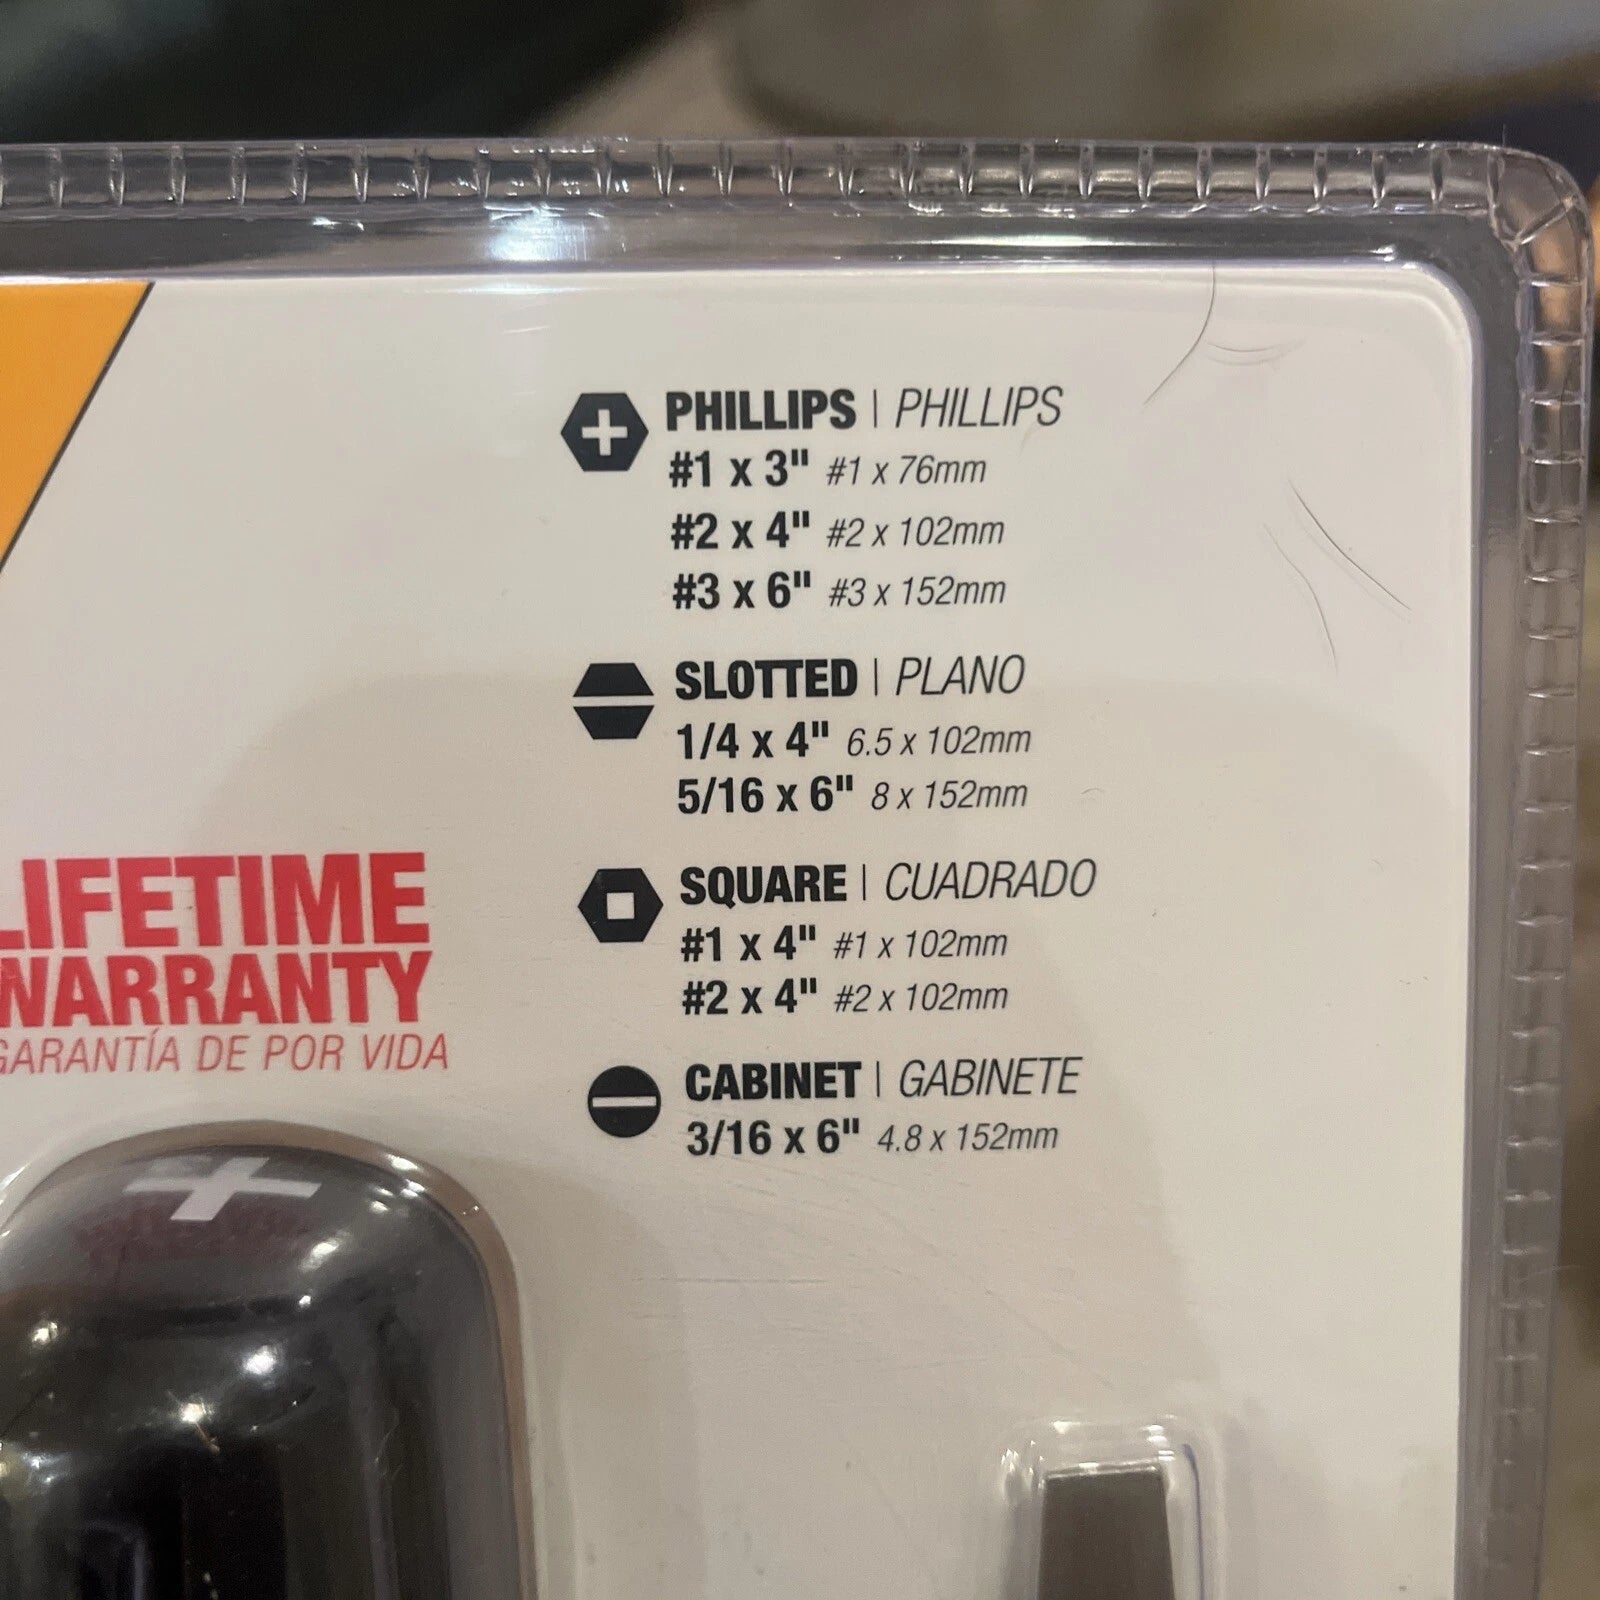 PHILLIPS | PHILLIPS
#1 x 3" #1 x 76mm
#2 x 4" #2 x 102mm
#3 x 6" #3 x 152mm
SLOTTED | PLANO
1/4 x 4" 6.5 x 102mm
5/16 x 6" 8 x 152mm
SQUARE | CUADRADO
#1 x 4" #1 x 102mm
#2 x 4" #2 x 102mm
CABINET | GABINETE
3/16 x 6" 4.8 x 152mm
LIFETIME
WARRANTY
GARANTÍA DE POR VIDA